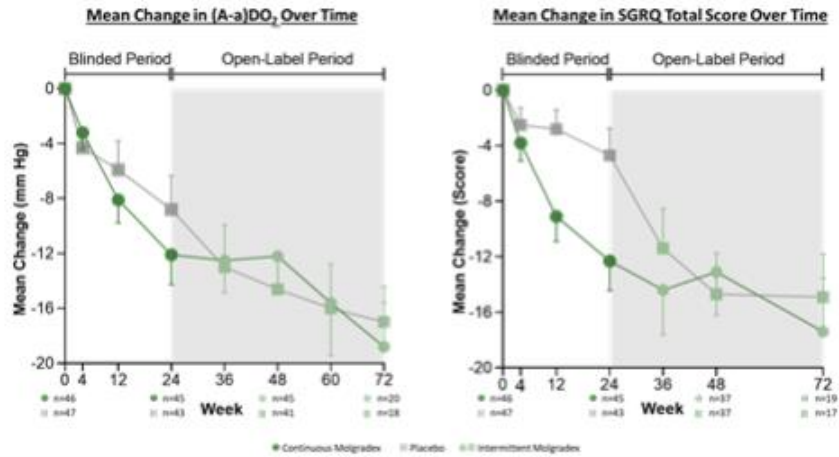 Mean Change in (A-a)DO₂ Over Time
Blinded Period
Open-Label Period
Mean Change (mm Hg)
0
-4
-8
-12
-16
-20
0 4 12 24 36 48 60 72
Week
n=46 n=45 n=45 n=20
n=47 n=43 n=41 n=18
Mean Change in SGRQ Total Score Over Time
Blinded Period
Open-Label Period
Mean Change (Score)
0
-4
-8
-12
-16
-20
0 4 12 24 36 48 72
Week
n=46 n=45 n=37 n=19
n=47 n=43 n=37 n=17
Continuous Molgradex Placebo Intermittent Molgradex